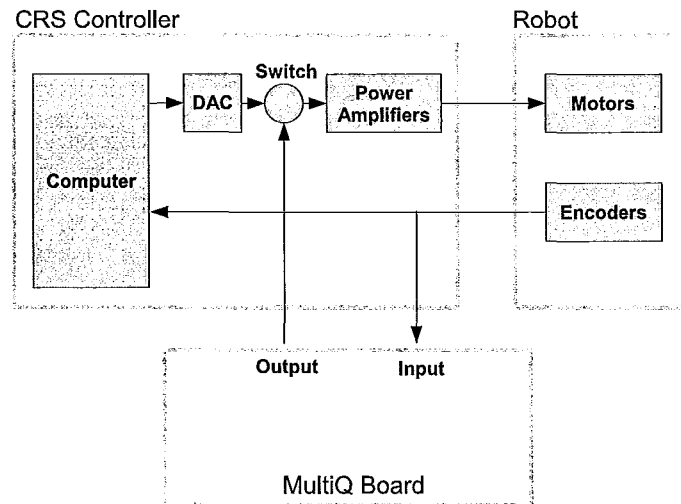 CRS Controller
Robot
Switch
DAC
Power
Amplifiers
Motors
Computer
Encoders
Output
Input
MultiQ Board